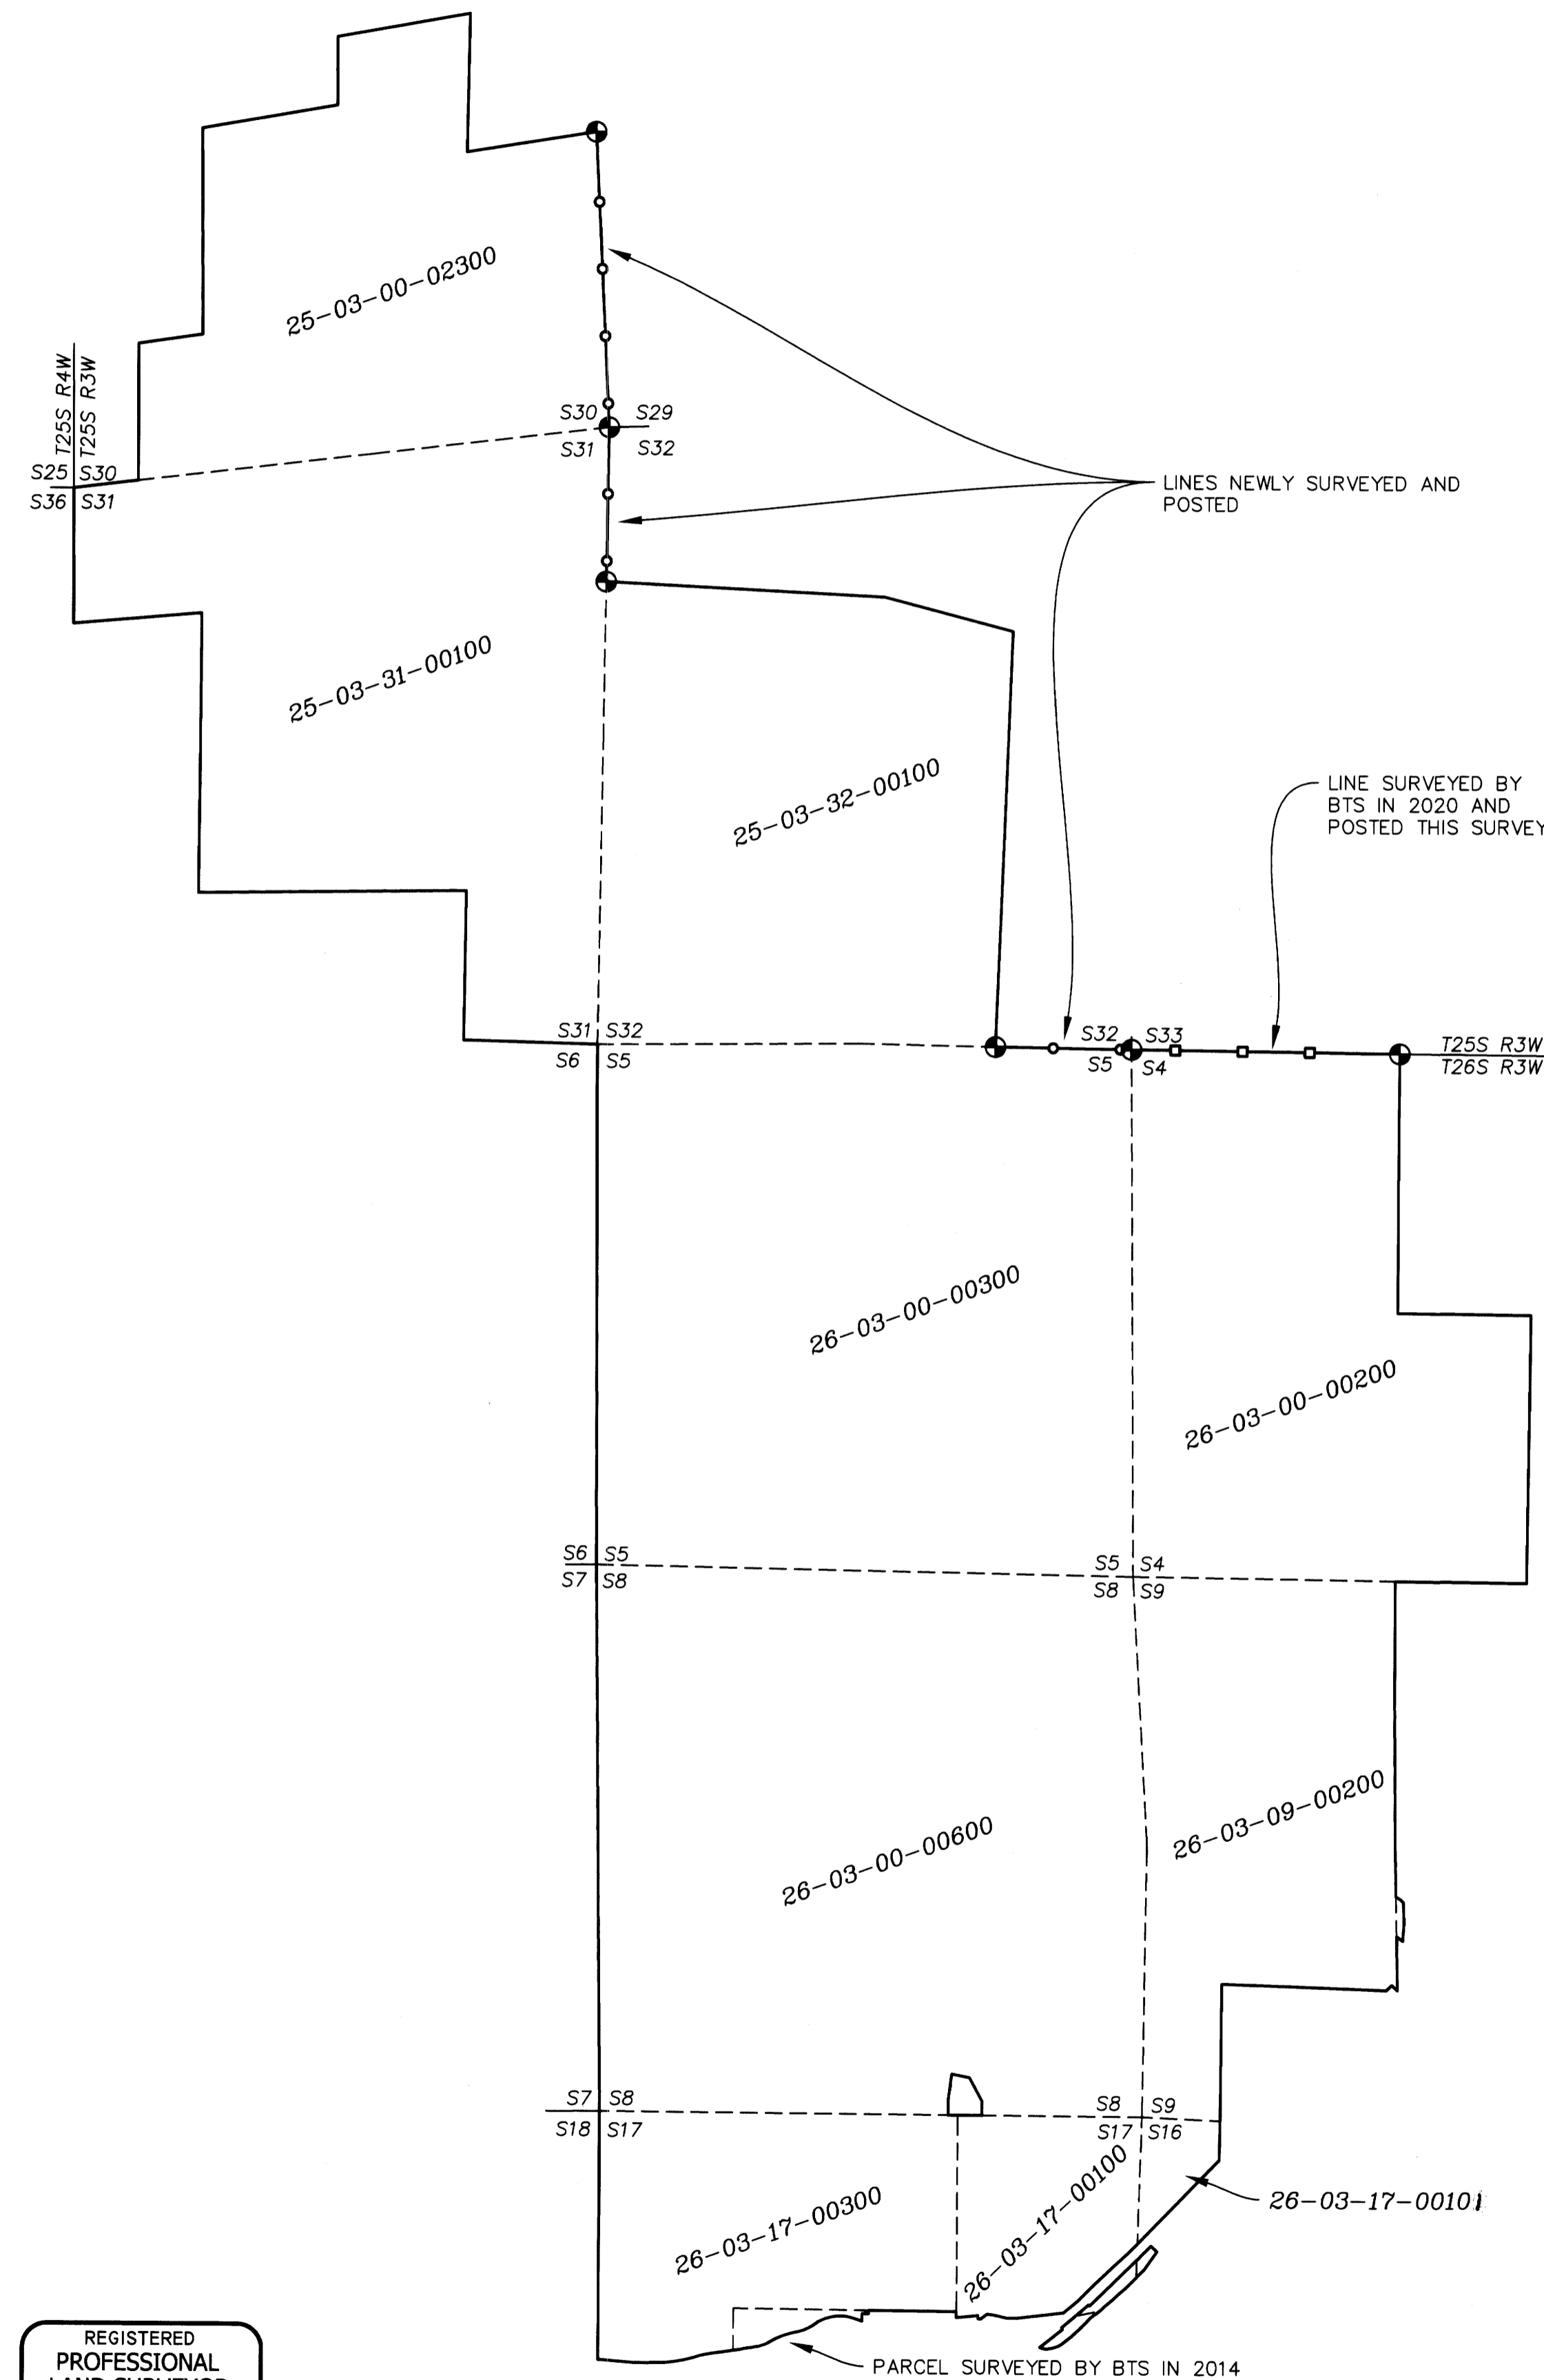 25-03-00-02300
T25S R4W
T25S R3W
S30 S29
S31 S32
S25 S30
S36 S31
LINES NEWLY SURVEYED AND
POSTED
25-03-31-00100
25-03-32-00100
LINE SURVEYED BY
BTS IN 2020 AND
POSTED THIS SURVEY
S31 S32
S6 S5
S32 S33
S5 S4
T25S R3W
T26S R3W
26-03-00-00300
26-03-00-00200
S6 S5
S7 S8
S5 S4
S8 S9
26-03-00-00600
26-03-09-00200
S7 S8
S18 S17
S8 S9
S17 S16
26-03-17-00300
26-03-17-00100
26-03-17-00101
PARCEL SURVEYED BY BTS IN 2014
REGISTERED
PROFESSIONAL
LAND SURVEYOR